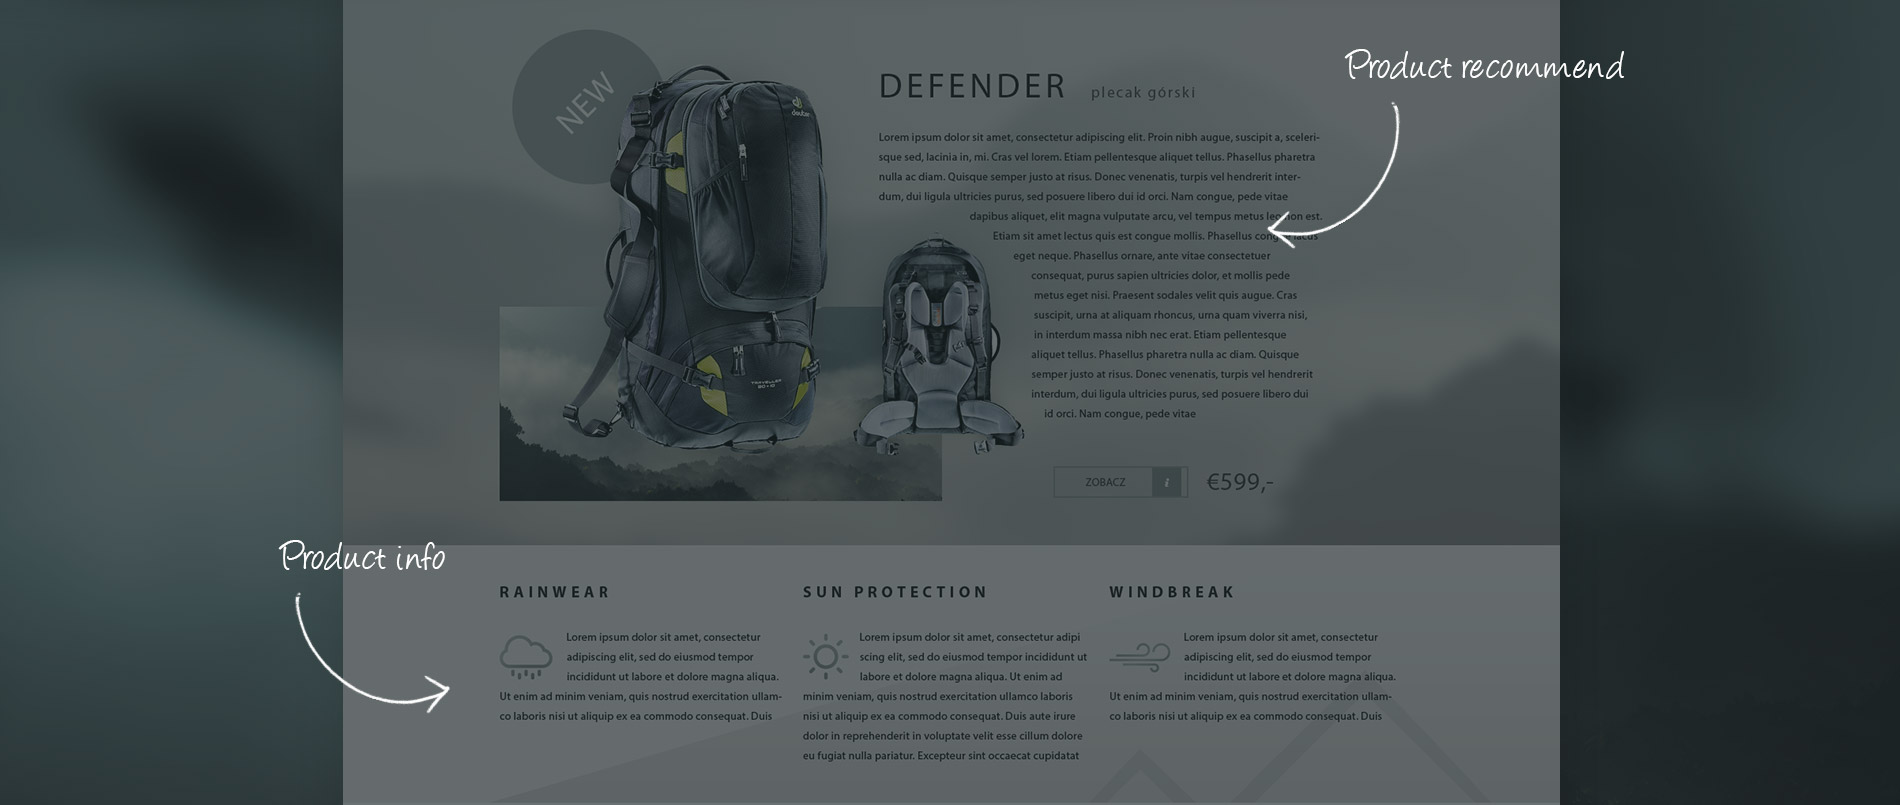 NEW
deuter
TRAVELLER
80+10
Product recommend
DEFENDER plecak górski
Lorem ipsum dolor sit amet, consectetur adipiscing elit. Proin nibh augue, suscipit a, sceleri-
sque sed, lacinia in, mi. Cras vel lorem. Etiam pellentesque aliquet tellus. Phasellus pharetra
nulla ac diam. Quisque semper justo at risus. Donec venenatis, turpis vel hendrerit inter-
dum, dui ligula ultricies purus, sed posuere libero dui id orci. Nam congue, pede vitae
dapibus aliquet, elit magna vulputate arcu, vel tempus metus leo non est.
Etiam sit amet lectus quis est congue mollis. Phasellus congue lacus
eget neque. Phasellus ornare, ante vitae consectetuer
consequat, purus sapien ultricies dolor, et mollis pede
metus eget nisi. Praesent sodales velit quis augue. Cras
suscipit, urna at aliquam rhoncus, urna quam viverra nisi,
in interdum massa nibh nec erat. Etiam pellentesque
aliquet tellus. Phasellus pharetra nulla ac diam. Quisque
semper justo at risus. Donec venenatis, turpis vel hendrerit
interdum, dui ligula ultricies purus, sed posuere libero dui
id orci. Nam congue, pede vitae
ZOBACZ i €599,-
Product info
RAINWEAR
Lorem ipsum dolor sit amet, consectetur
adipiscing elit, sed do eiusmod tempor
incididunt ut labore et dolore magna aliqua.
Ut enim ad minim veniam, quis nostrud exercitation ullam-
co laboris nisi ut aliquip ex ea commodo consequat. Duis
SUN PROTECTION
Lorem ipsum dolor sit amet, consectetur adipi
scing elit, sed do eiusmod tempor incididunt ut
labore et dolore magna aliqua. Ut enim ad
minim veniam, quis nostrud exercitation ullamco laboris
nisi ut aliquip ex ea commodo consequat. Duis aute irure
dolor in reprehenderit in voluptate velit esse cillum dolore
eu fugiat nulla pariatur. Excepteur sint occaecat cupidatat
WINDBREAK
Lorem ipsum dolor sit amet, consectetur
adipiscing elit, sed do eiusmod tempor
incididunt ut labore et dolore magna aliqua.
Ut enim ad minim veniam, quis nostrud exercitation ullam-
co laboris nisi ut aliquip ex ea commodo consequat. Duis